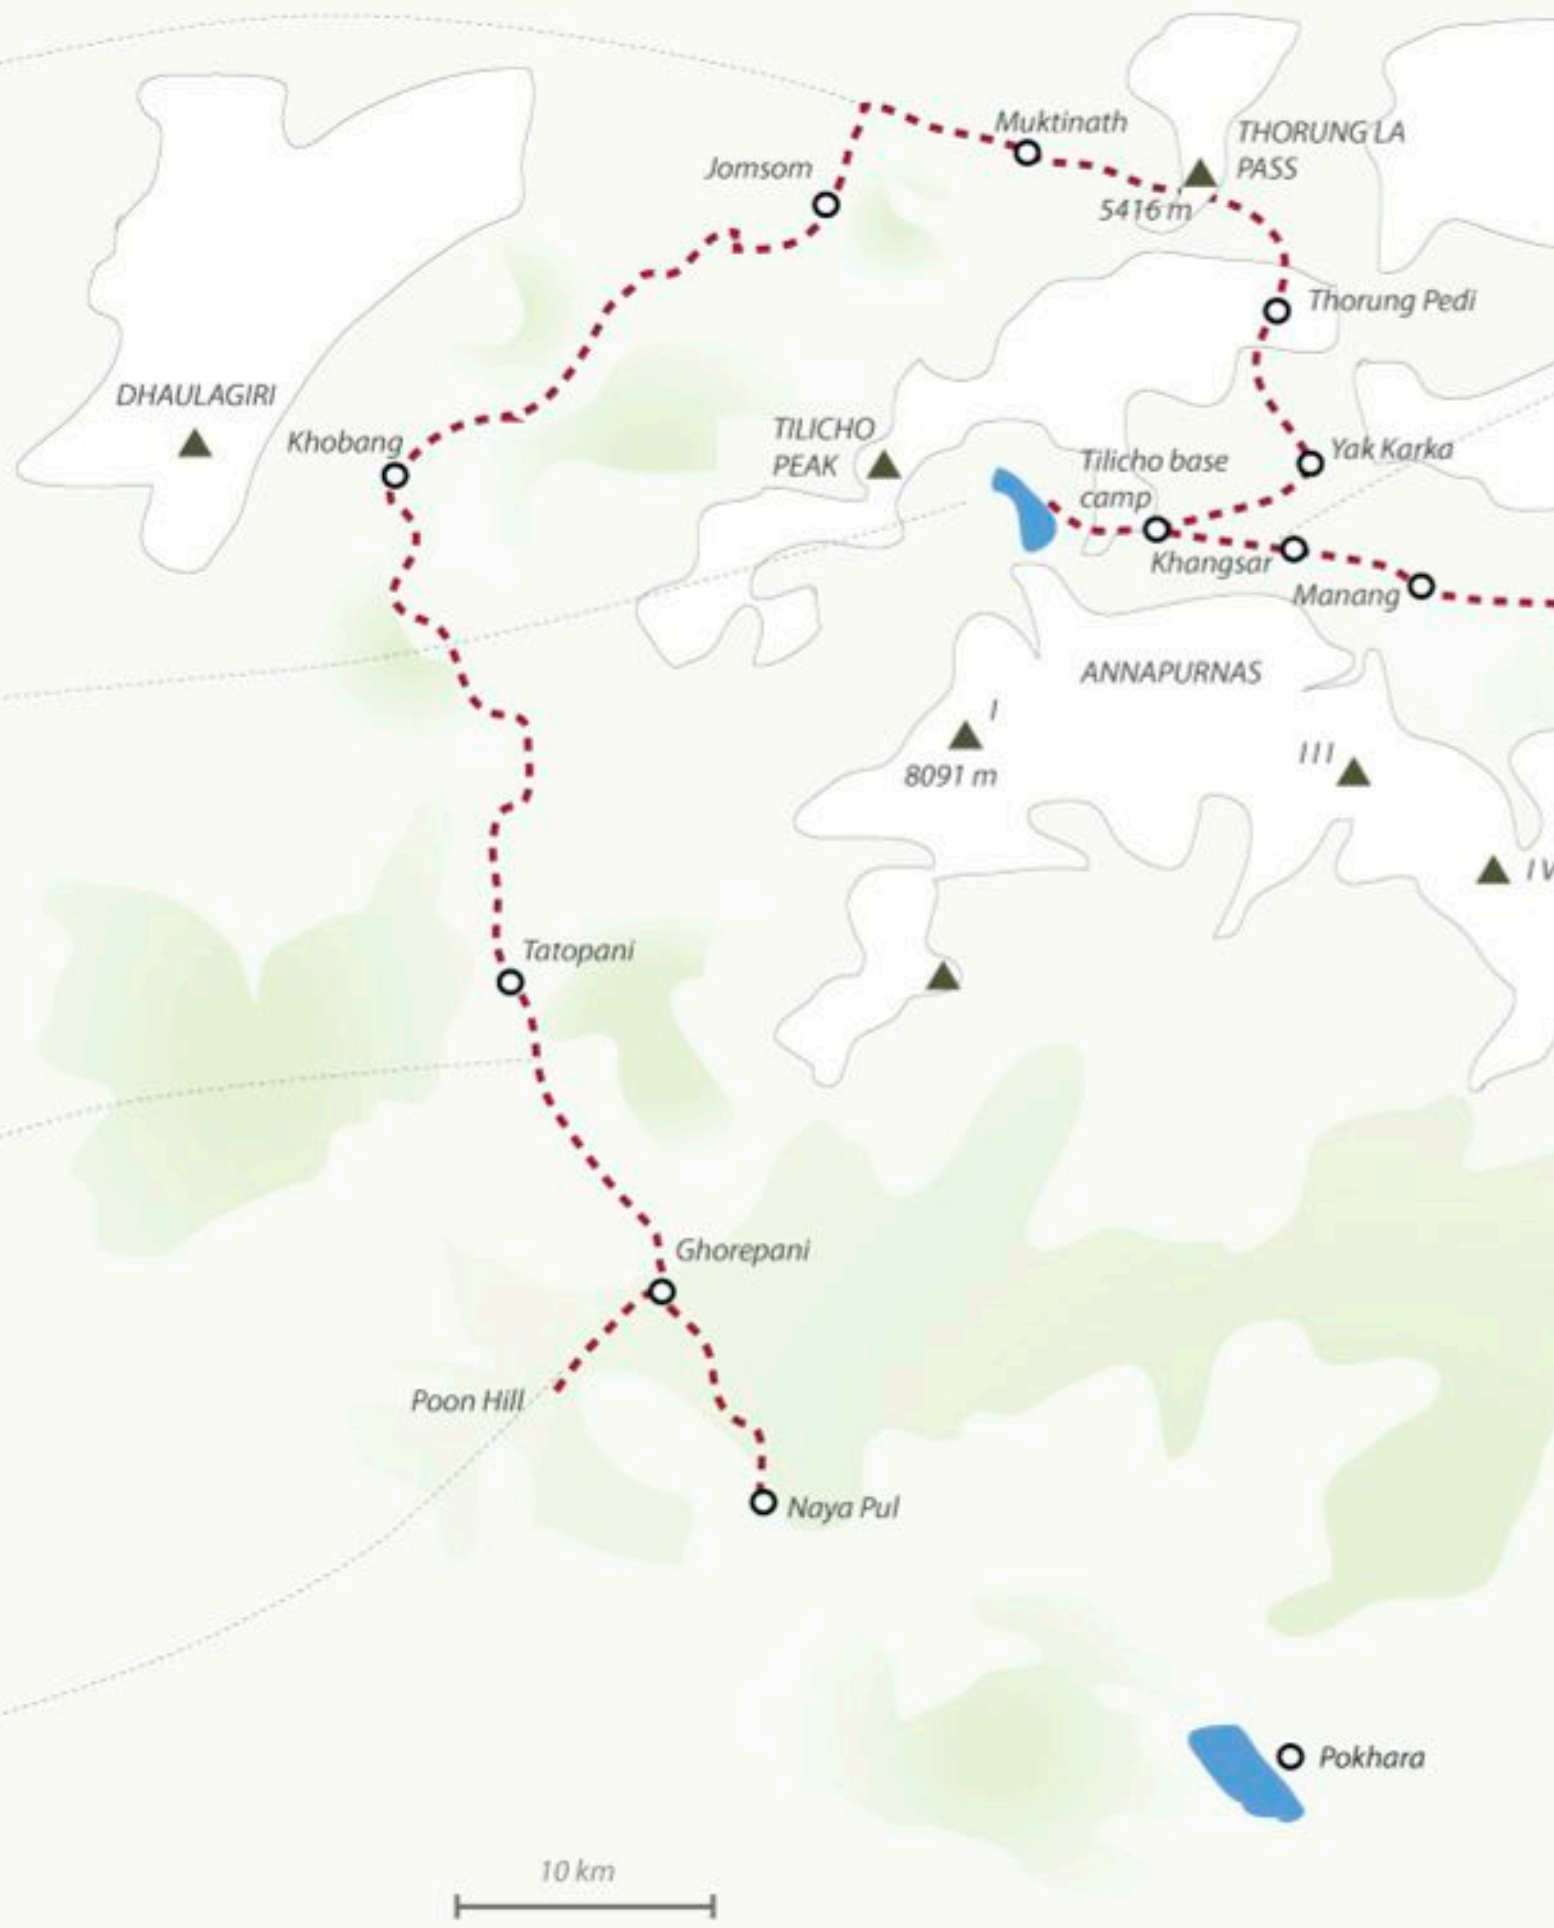 Muktinath
THORUNG LA
PASS
Jomsom
5416 m
Thorung Pedi
DHAULAGIRI
Khobang
TILICHO
PEAK
Yak Karka
Tilicho base
camp
Khangsar
Manang
ANNAPURNAS
I
8091 m
III
IV
Tatopani
Ghorepani
Poon Hill
Naya Pul
Pokhara
10 km